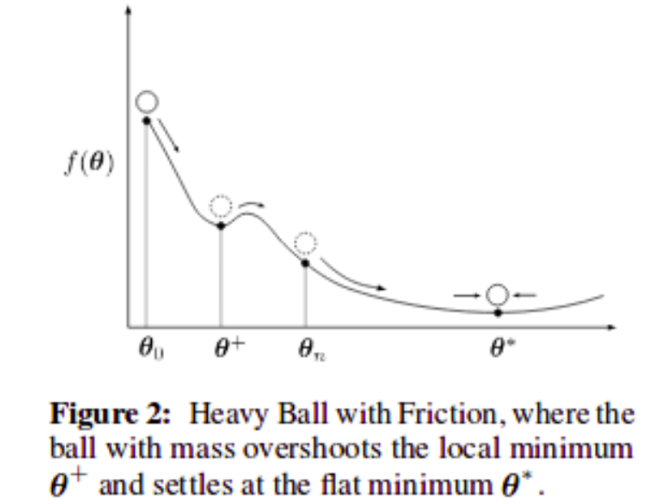 f(θ)
θ₀ θ⁺ θₙ θ*
Figure 2: Heavy Ball with Friction, where the
ball with mass overshoots the local minimum
θ⁺ and settles at the flat minimum θ*.